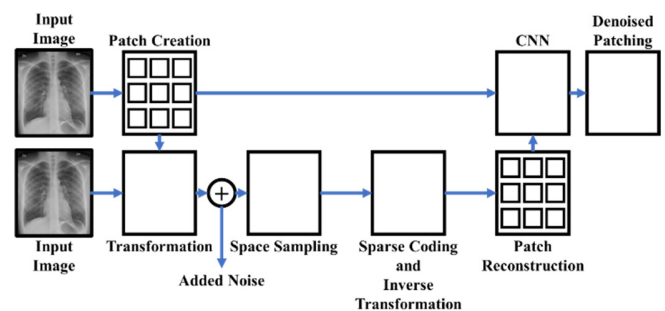 Input
Image
Patch Creation
CNN
Denoised
Patching
Input
Image
Transformation
+
Added Noise
Space Sampling
Sparse Coding
and
Inverse
Transformation
Patch
Reconstruction